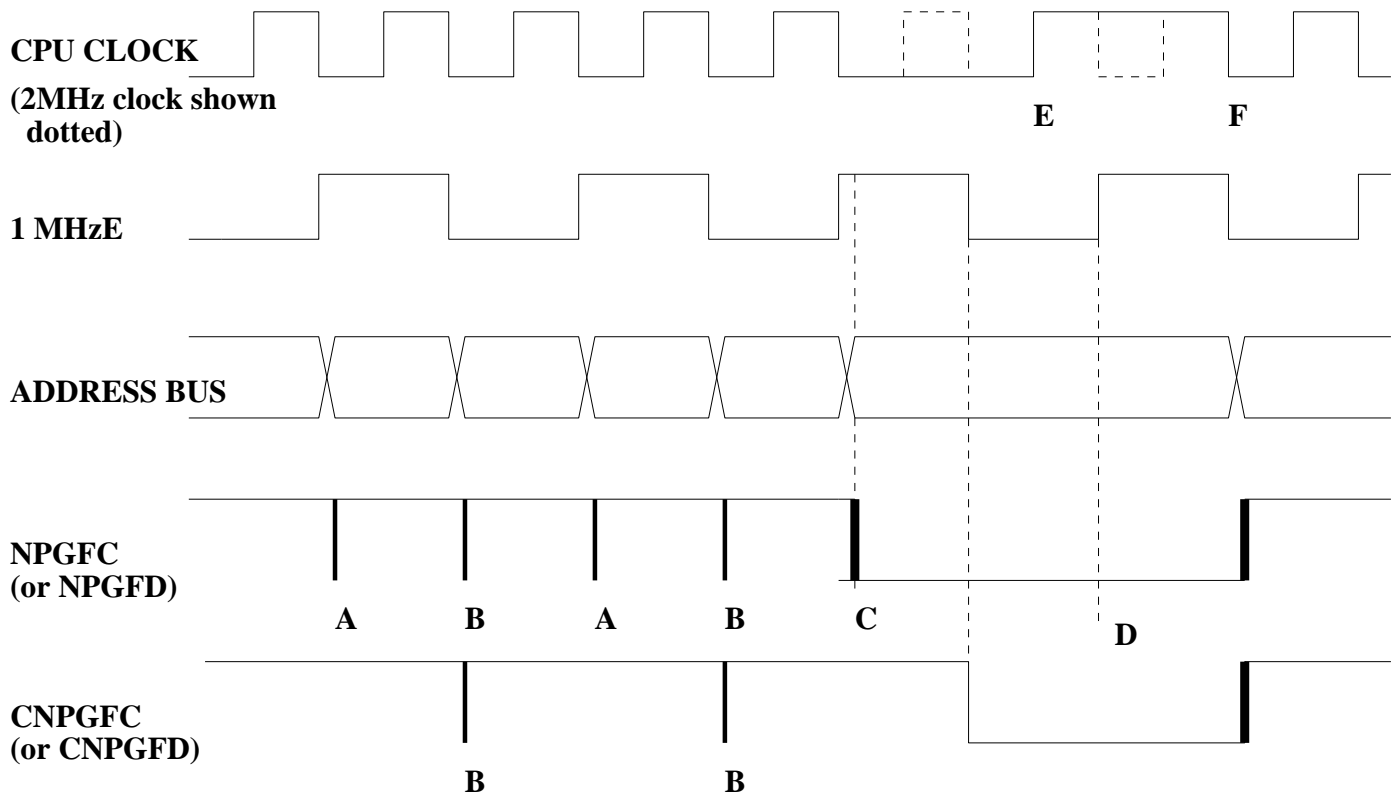 CPU CLOCK
(2MHz clock shown
dotted)
E F
1 MHzE
ADDRESS BUS
NPGFC
(or NPGFD)
A B A B C D
CNPGFC
(or CNPGFD)
B B